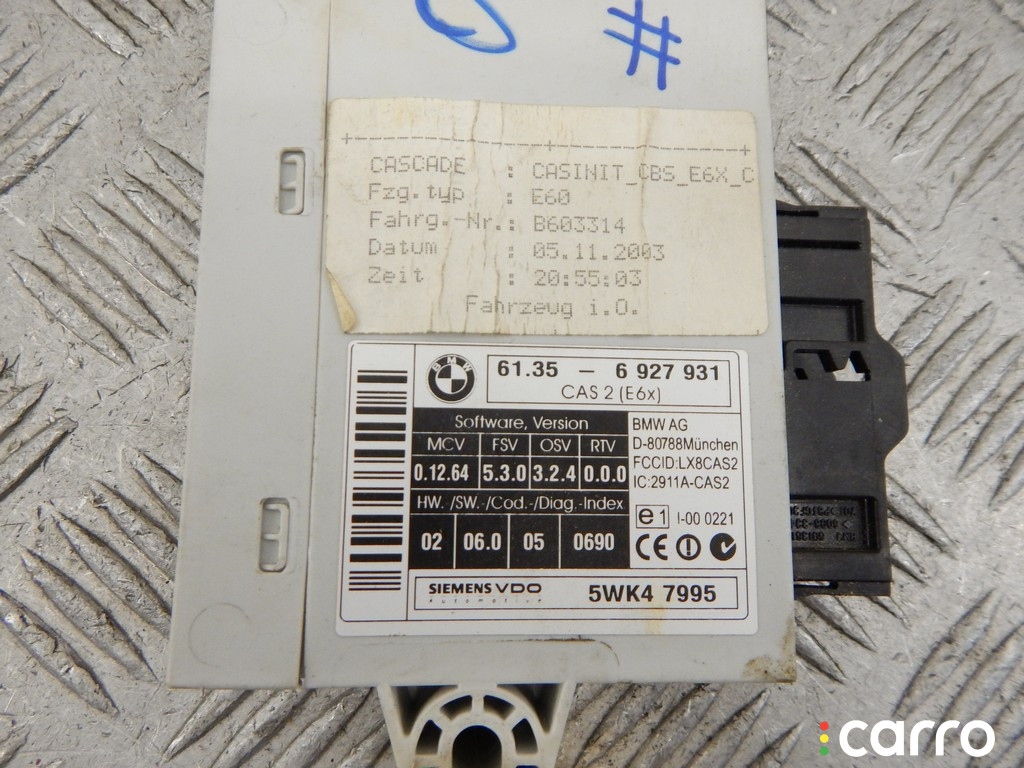 #
CASCADE : CASINIT_CBS_E6X_C
Fzg.typ : E60
Fahrg.-Nr.: B603314
Datum : 05.11.2003
Zeit : 20:55:03
Fahrzeug i.O.
BMW
61.35 – 6 927 931
CAS 2 (E6x)
Software, Version
MCV FSV OSV RTV
0.12.64 5.3.0 3.2.4 0.0.0
HW. /SW.-/Cod.-/Diag.-Index
02 06.0 05 0690
BMW AG
D-80788München
FCCID:LX8CAS2
IC:2911A-CAS2
e1 I-00 0221
CE
SIEMENS VDO
Automotive
5WK4 7995
carro